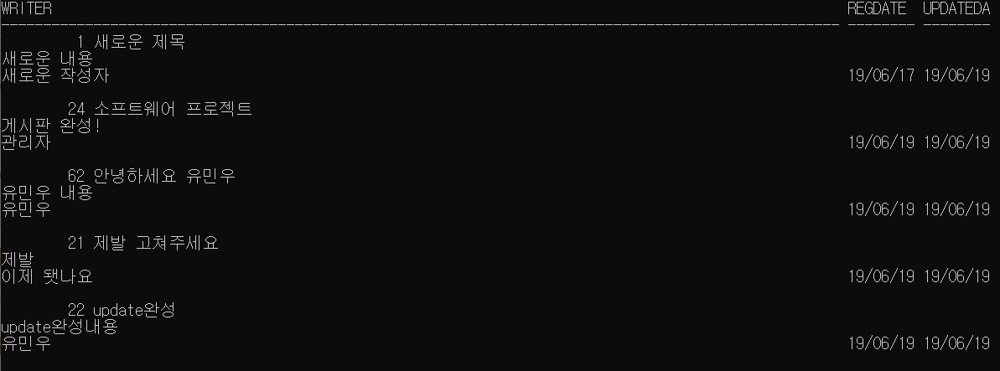 WRITER REGDATE UPDATEDA
---------------------------------------------------------------------------------------------------- -------- --------
1 새로운 제목
새로운 내용
새로운 작성자 19/06/17 19/06/19
24 소프트웨어 프로젝트
게시판 완성!
관리자 19/06/19 19/06/19
62 안녕하세요 유민우
유민우 내용
유민우 19/06/19 19/06/19
21 제발 고쳐주세요
제발
이제 됏나요 19/06/19 19/06/19
22 update완성
update완성내용
유민우 19/06/19 19/06/19